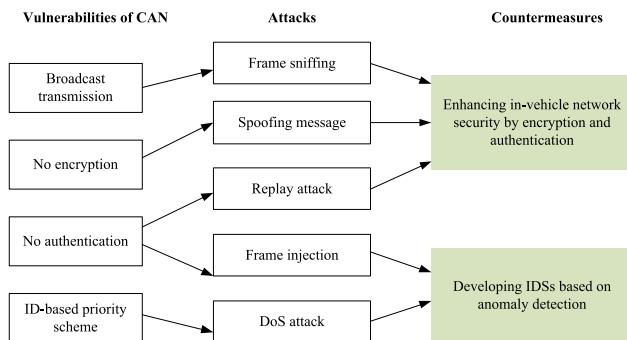 Vulnerabilities of CAN
Attacks
Countermeasures
Broadcast
transmission
No encryption
No authentication
ID-based priority
scheme
Frame sniffing
Spoofing message
Replay attack
Frame injection
DoS attack
Enhancing in-vehicle network
security by encryption and
authentication
Developing IDSs based on
anomaly detection